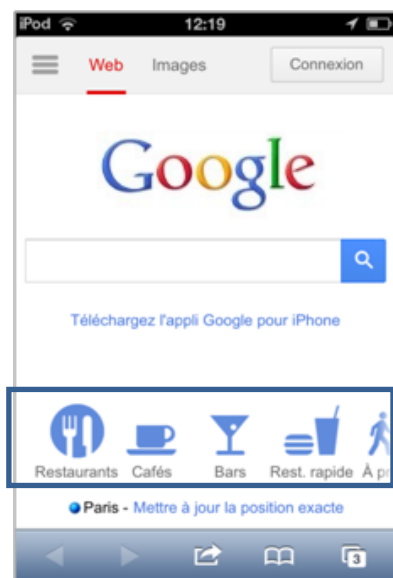 iPod 12:19
Web Images Connexion
Google
Téléchargez l'appli Google pour iPhone
Restaurants Cafés Bars Rest. rapide À pr
Paris - Mettre à jour la position exacte
3